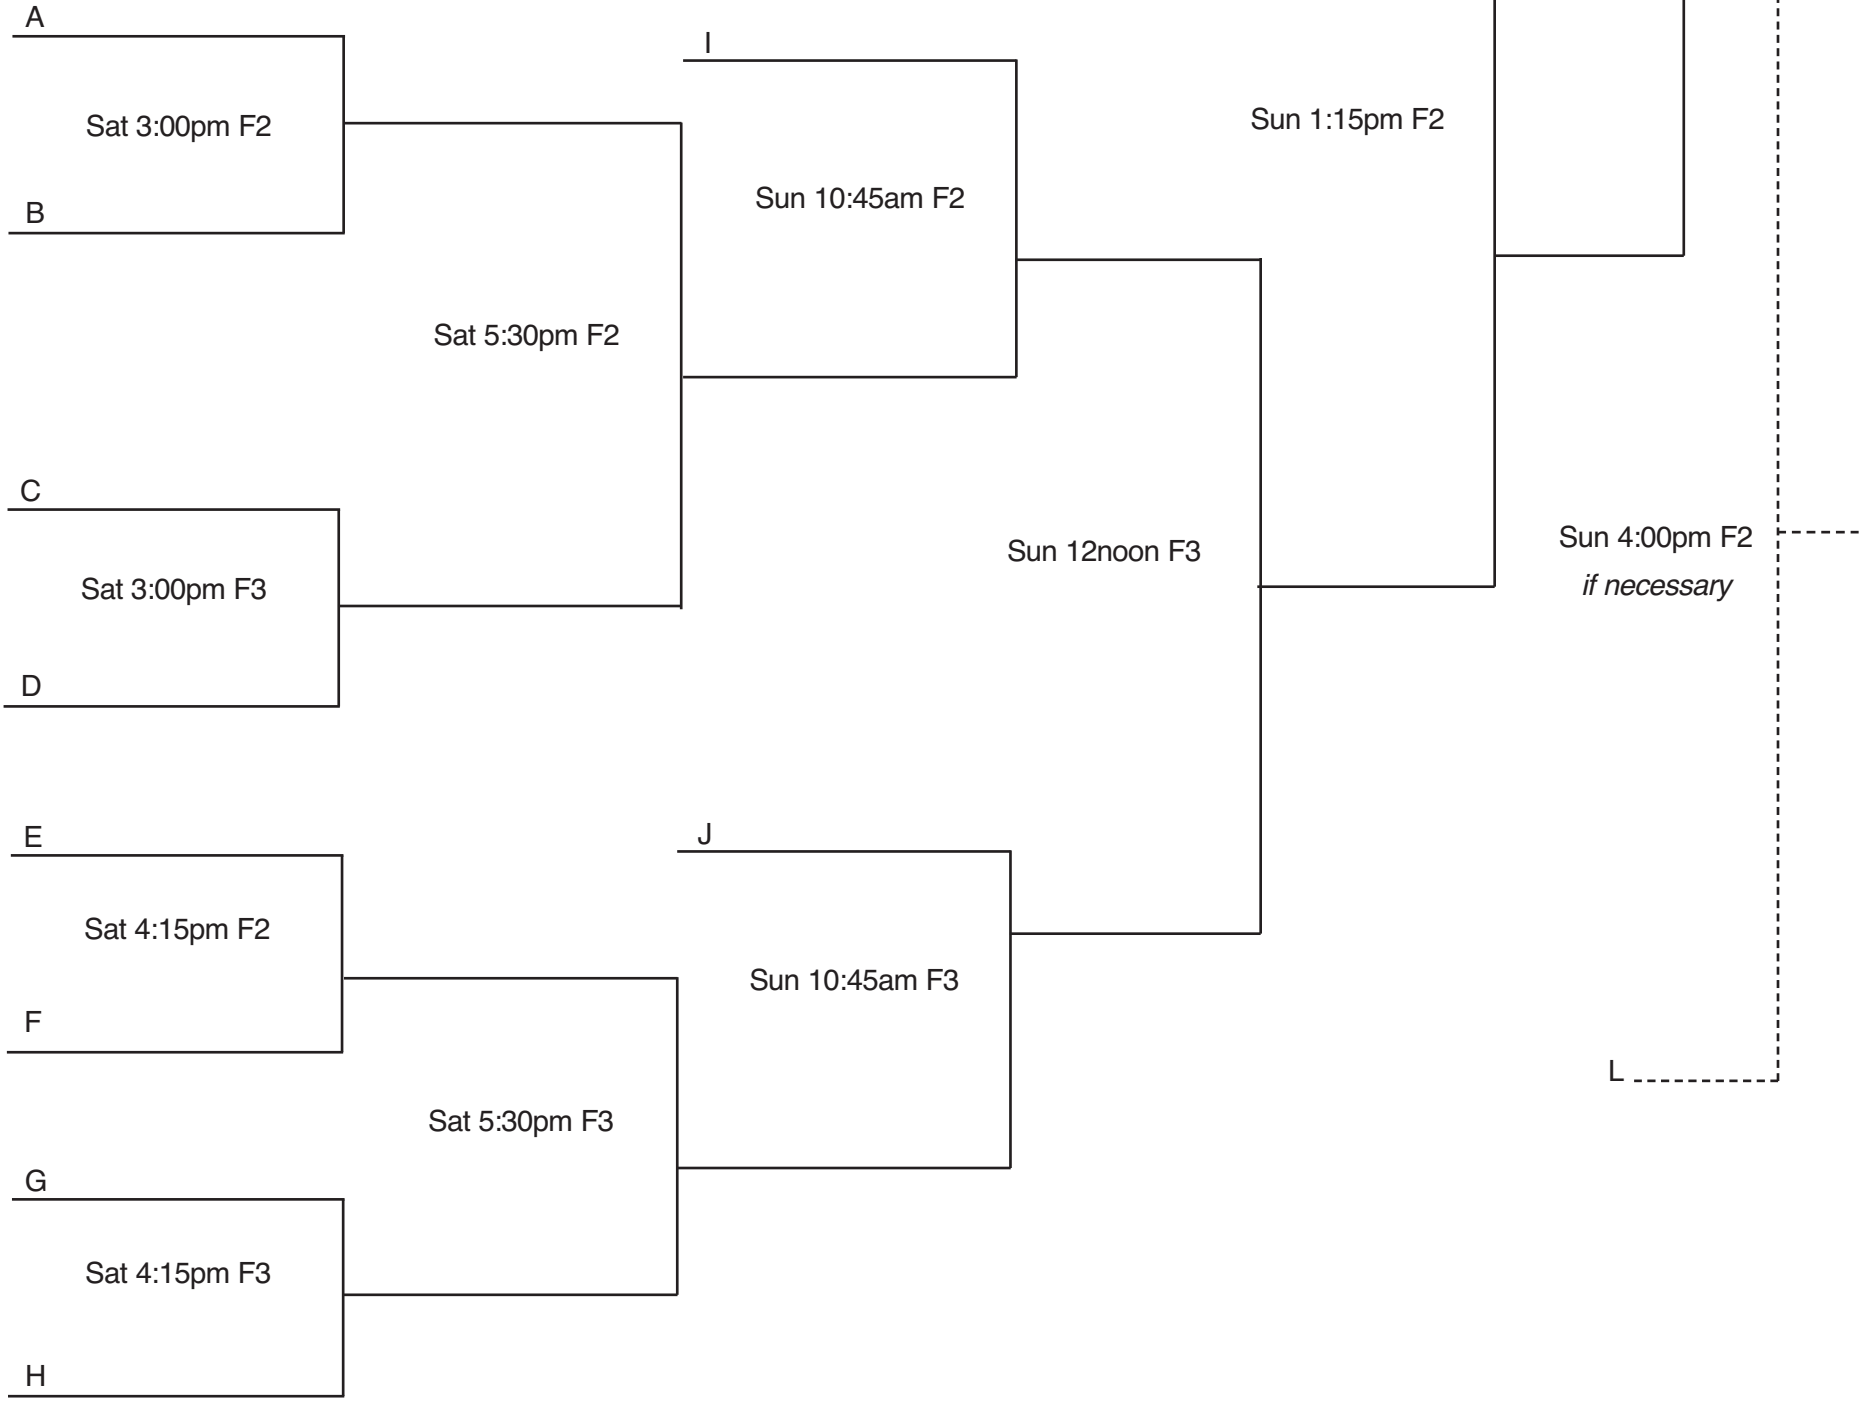 A
I
Sun 1:15pm F2
Sat 3:00pm F2
Sun 10:45am F2
B
Sat 5:30pm F2
C
Sun 12noon F3
Sun 4:00pm F2
if necessary
Sat 3:00pm F3
D
E
J
Sat 4:15pm F2
Sun 10:45am F3
F
L
Sat 5:30pm F3
G
Sat 4:15pm F3
H